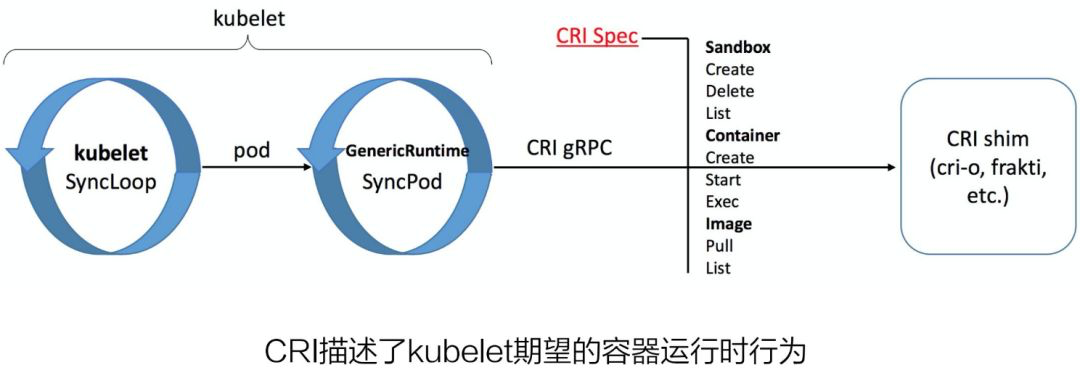 kubelet
kubelet
SyncLoop
pod
GenericRuntime
SyncPod
CRI gRPC
CRI Spec
Sandbox
Create
Delete
List
Container
Create
Start
Exec
Image
Pull
List
CRI shim
(cri-o, frakti,
etc.)
CRI描述了kubelet期望的容器运行时行为